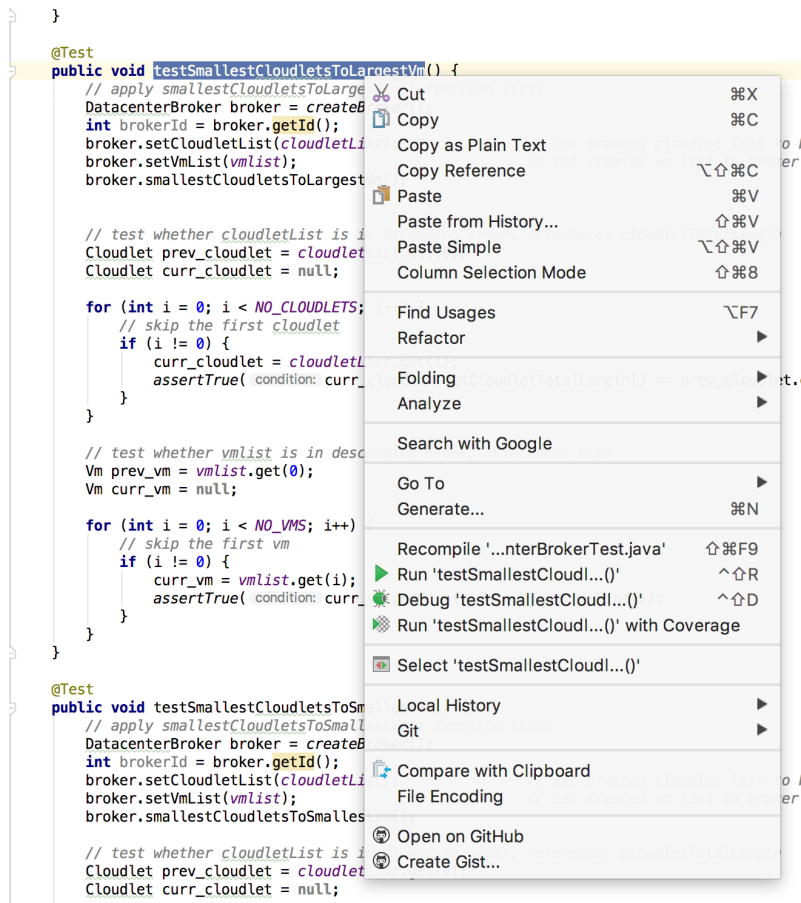 }
@Test
public void testSmallestCloudletsToLargestVm() {
// apply smallestCloudletsToLarge
DatacenterBroker broker = createB
int brokerId = broker.getId();
broker.setCloudletList(cloudletLi
broker.setVmList(vmlist);
broker.smallestCloudletsToLargest
// test whether cloudletList is i
Cloudlet prev_cloudlet = cloudlet
Cloudlet curr_cloudlet = null;
for (int i = 0; i < NO_CLOUDLETS;
// skip the first cloudlet
if (i != 0) {
curr_cloudlet = cloudletL
assertTrue( condition: curr_
}
}
// test whether vmlist is in desc
Vm prev_vm = vmlist.get(0);
Vm curr_vm = null;
for (int i = 0; i < NO_VMS; i++) {
// skip the first vm
if (i != 0) {
curr_vm = vmlist.get(i);
assertTrue( condition: curr_
}
}
}
@Test
public void testSmallestCloudletsToSm
// apply smallestCloudletsToSmall
DatacenterBroker broker = createB
int brokerId = broker.getId();
broker.setCloudletList(cloudletLi
broker.setVmList(vmlist);
broker.smallestCloudletsToSmalles
// test whether cloudletList is i
Cloudlet prev_cloudlet = cloudlet
Cloudlet curr_cloudlet = null;
Cut ⌘X
Copy ⌘C
Copy as Plain Text
Copy Reference ⌥⇧⌘C
Paste ⌘V
Paste from History... ⇧⌘V
Paste Simple ⌥⇧⌘V
Column Selection Mode ⇧⌘8
Find Usages ⌥F7
Refactor
Folding
Analyze
Search with Google
Go To
Generate... ⌘N
Recompile '...nterBrokerTest.java' ⇧⌘F9
Run 'testSmallestCloudl...()' ^⇧R
Debug 'testSmallestCloudl...()' ^⇧D
Run 'testSmallestCloudl...()' with Coverage
Select 'testSmallestCloudl...()'
Local History
Git
Compare with Clipboard
File Encoding
Open on GitHub
Create Gist...